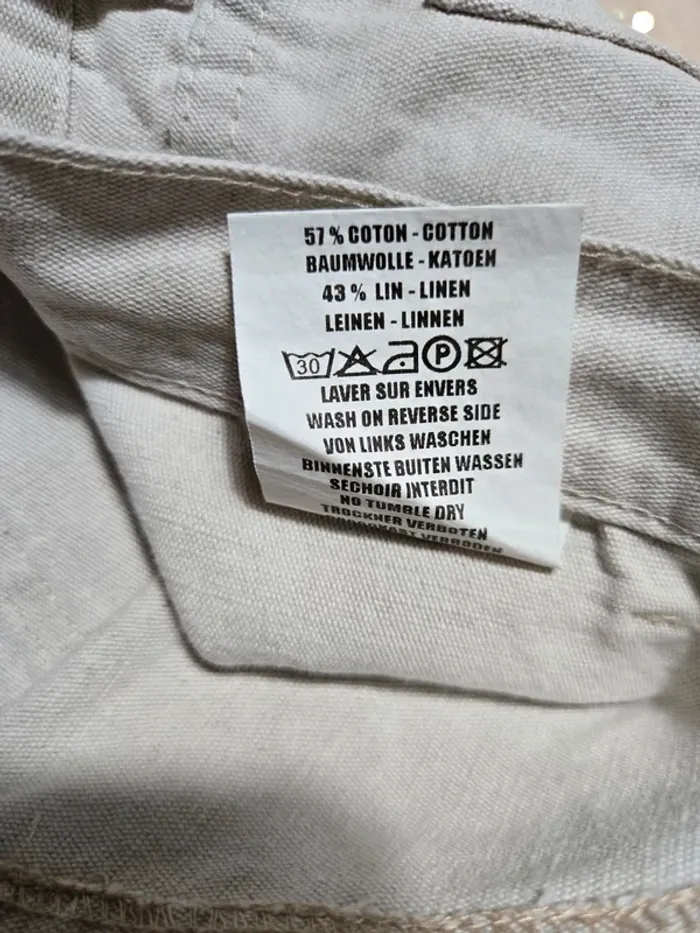 57 % COTON - COTTON
BAUMWOLLE - KATOEN
43 % LIN - LINEN
LEINEN - LINNEN
30 P
LAVER SUR ENVERS
WASH ON REVERSE SIDE
VON LINKS WASCHEN
BINNENSTE BUITEN WASSEN
SECHOIR INTERDIT
NO TUMBLE DRY
TROCKNER VERBOTEN
VERBODEN